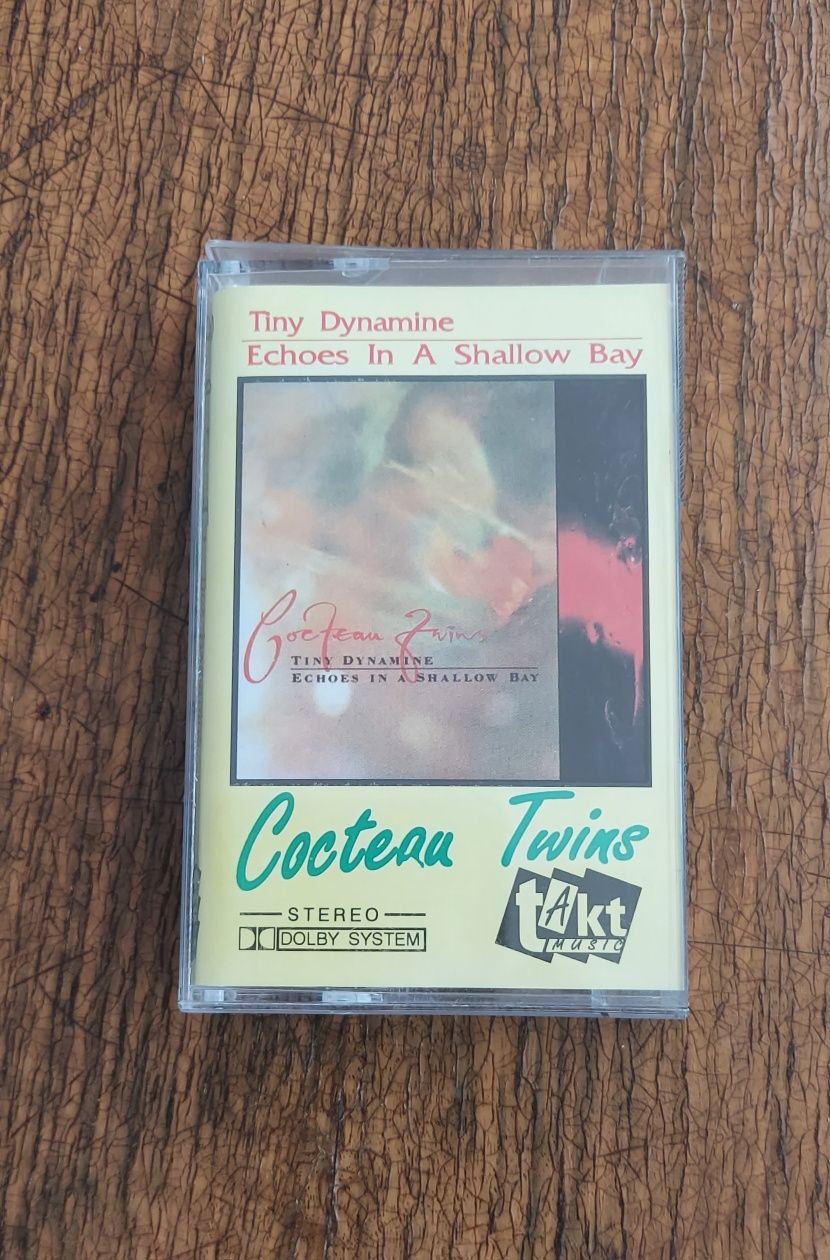 Tiny Dynamine
Echoes In A Shallow Bay
Cocteau Twins
TINY DYNAMINE
ECHOES IN A SHALLOW BAY
Cocteau Twins
STEREO
DOLBY SYSTEM
tAkt
MUSIC